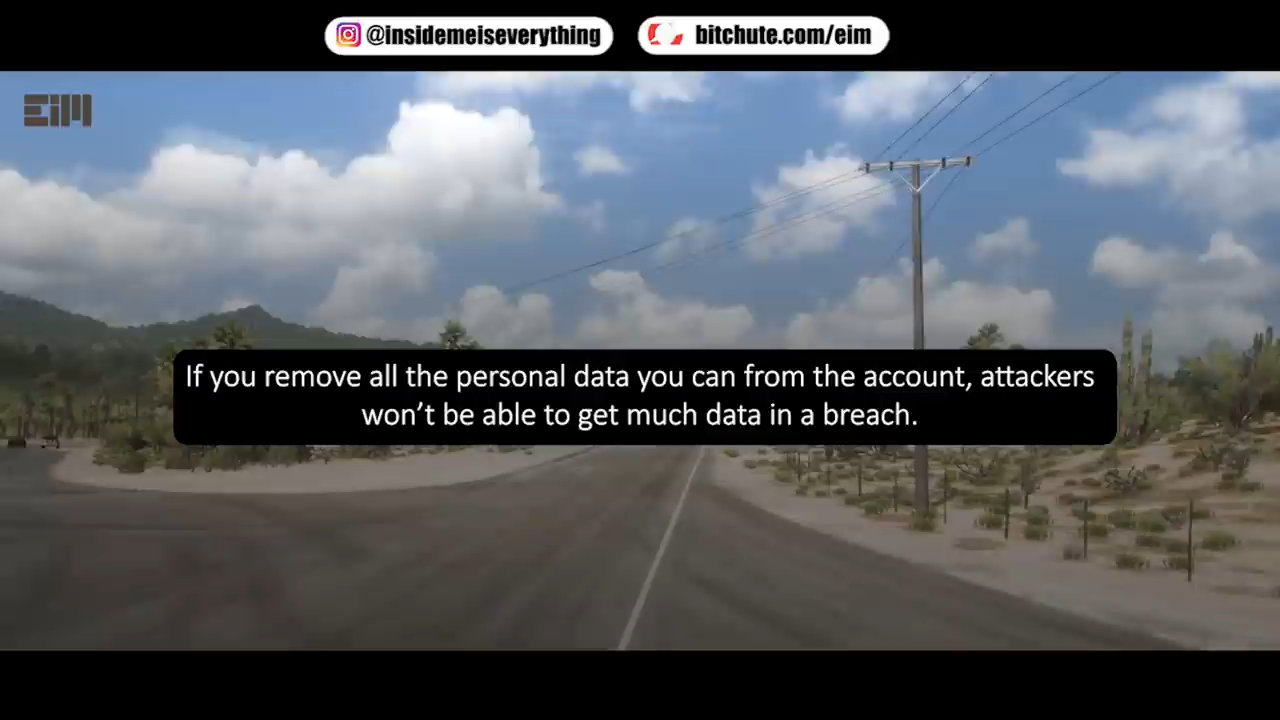 @insidemeiseverything
bitchute.com/eim
EiM
If you remove all the personal data you can from the account, attackers
won't be able to get much data in a breach.